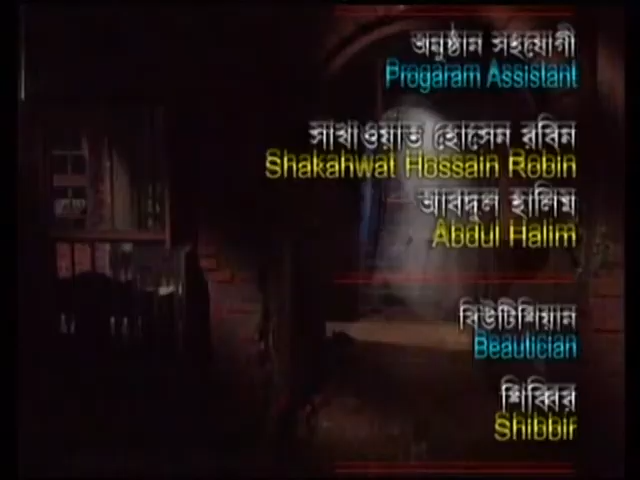 অনুষ্ঠান সহযোগী
Progaram Assistant
সাখাওয়াত হোসেন রবিন
Shakahwat Hossain Robin
আবদুল হালিম
Abdul Halim
বিউটিশিয়ান
Beautician
শিব্বির
Shibbir